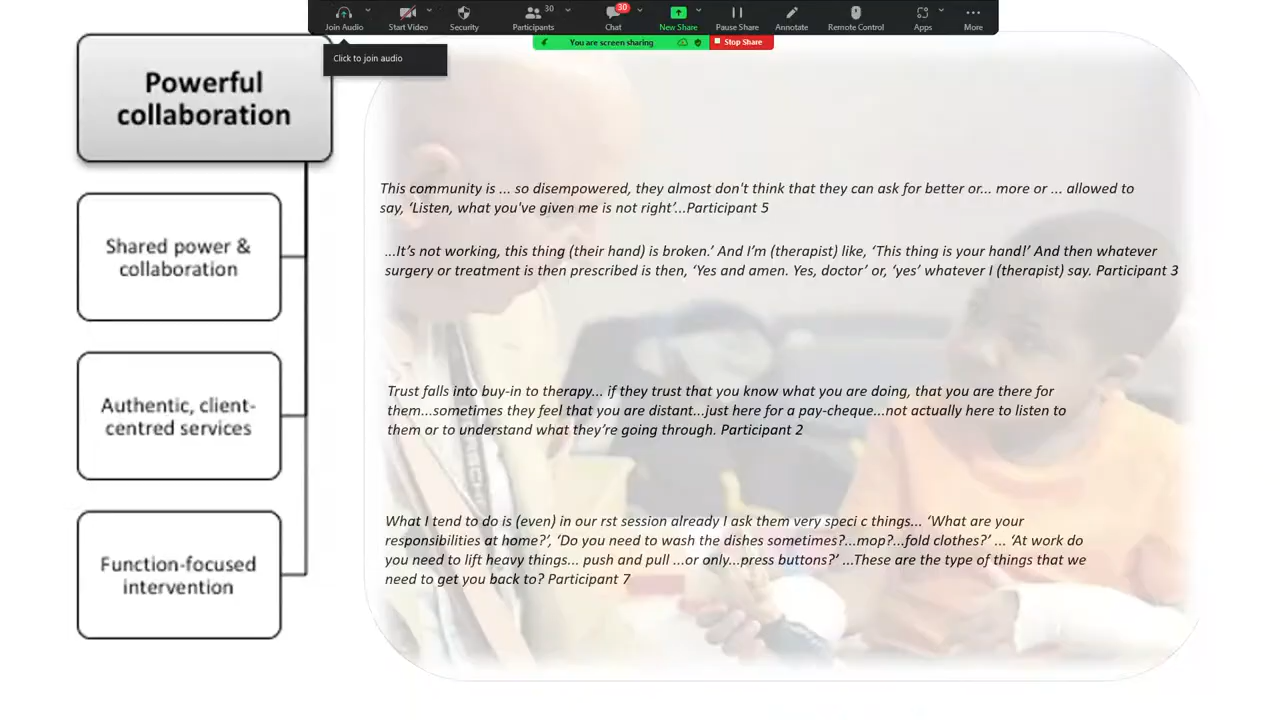 Join Audio
Start Video
Security
Participants
30
Chat
30
New Share
Pause Share
Annotate
Remote Control
Apps
More
You are screen sharing
Stop Share
Click to join audio
Powerful
collaboration
Shared power &
collaboration
Authentic, client-
centred services
Function-focused
intervention
This community is ... so disempowered, they almost don't think that they can ask for better or... more or ... allowed to
say, ‘Listen, what you've given me is not right’...Participant 5
...It’s not working, this thing (their hand) is broken.’ And I’m (therapist) like, ‘This thing is your hand!’ And then whatever
surgery or treatment is then prescribed is then, ‘Yes and amen. Yes, doctor’ or, ‘yes’ whatever I (therapist) say. Participant 3
Trust falls into buy-in to therapy... if they trust that you know what you are doing, that you are there for
them...sometimes they feel that you are distant...just here for a pay-cheque...not actually here to listen to
them or to understand what they’re going through. Participant 2
What I tend to do is (even) in our rst session already I ask them very speci c things... ‘What are your
responsibilities at home?’, ‘Do you need to wash the dishes sometimes?...mop?...fold clothes?’ ... ‘At work do
you need to lift heavy things... push and pull ...or only...press buttons?’ ...These are the type of things that we
need to get you back to? Participant 7